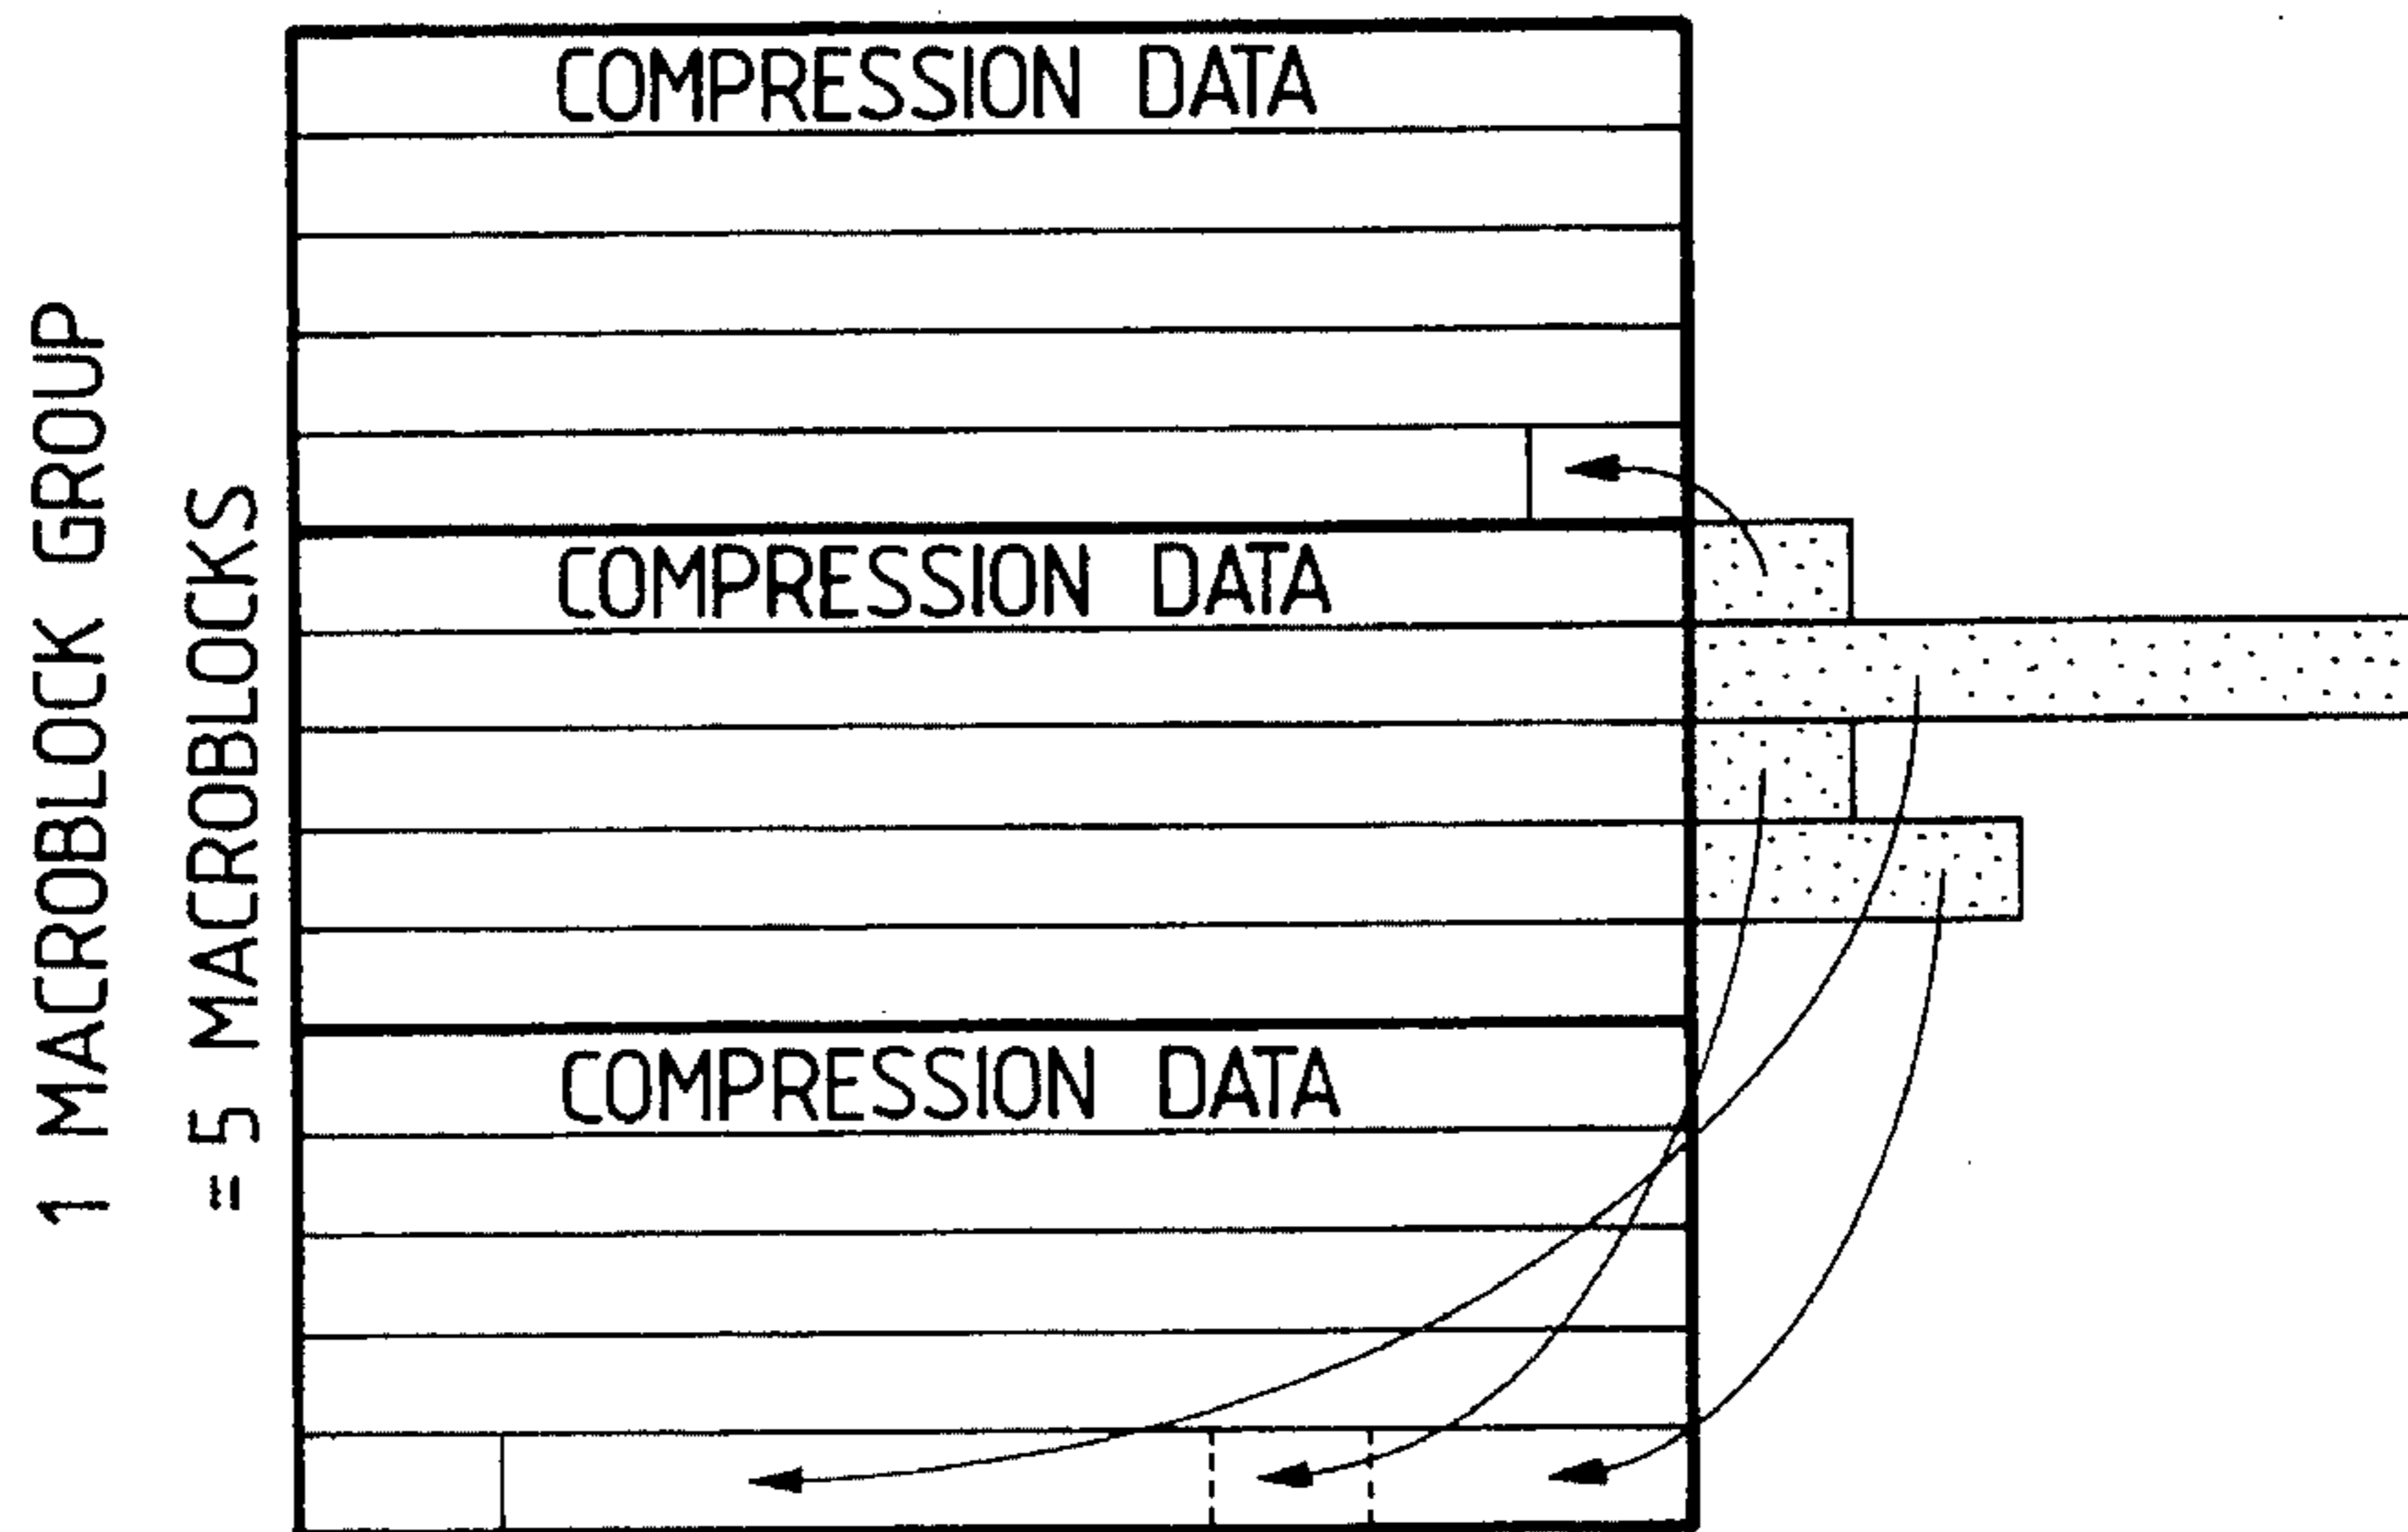 1 MACROBLOCK GROUP
= 5 MACROBLOCKS
COMPRESSION DATA
COMPRESSION DATA
COMPRESSION DATA